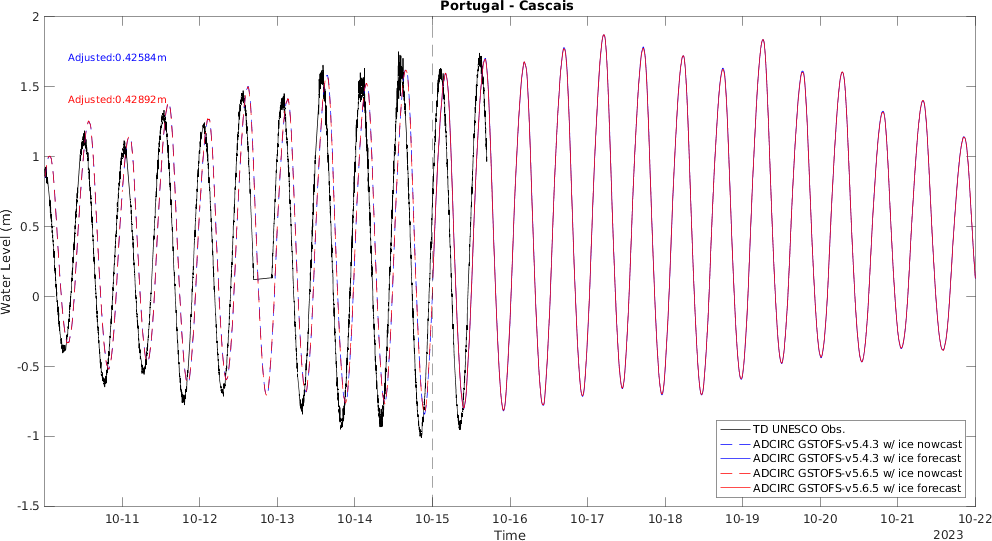 Portugal - Cascais
Adjusted:0.42584m
Adjusted:0.42892m
2
1.5
1
0.5
0
-0.5
-1
-1.5
Water Level (m)
TD UNESCO Obs.
ADCIRC GSTOFS-v5.4.3 w/ ice nowcast
ADCIRC GSTOFS-v5.4.3 w/ ice forecast
ADCIRC GSTOFS-v5.6.5 w/ ice nowcast
ADCIRC GSTOFS-v5.6.5 w/ ice forecast
10-11 10-12 10-13 10-14 10-15 10-16 10-17 10-18 10-19 10-20 10-21 10-22
Time
2023